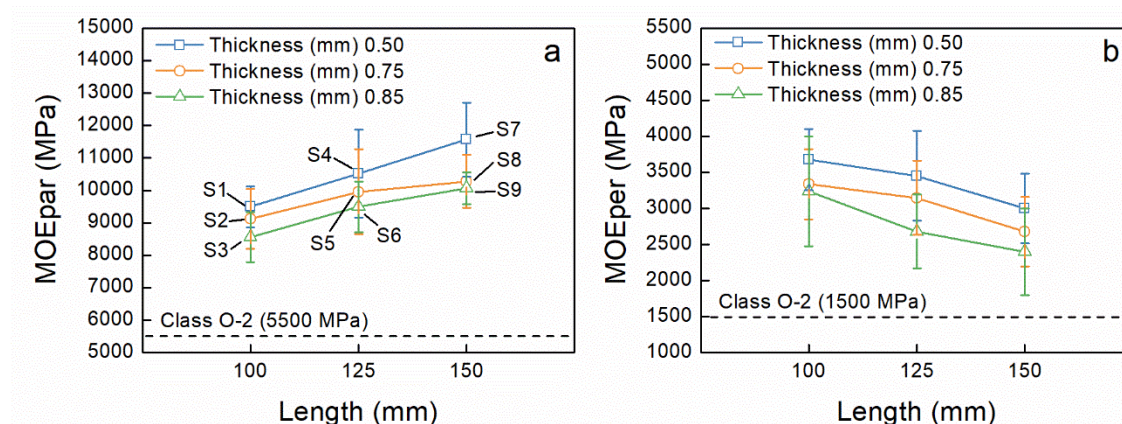 a
Thickness (mm) 0.50
Thickness (mm) 0.75
Thickness (mm) 0.85
MOEpar (MPa)
15000
14000
13000
12000
11000
10000
9000
8000
7000
6000
5000
S1
S2
S3
S4
S5
S6
S7
S8
S9
Class O-2 (5500 MPa)
100 125 150
Length (mm)
b
Thickness (mm) 0.50
Thickness (mm) 0.75
Thickness (mm) 0.85
MOEper (MPa)
5500
5000
4500
4000
3500
3000
2500
2000
1500
1000
Class O-2 (1500 MPa)
100 125 150
Length (mm)